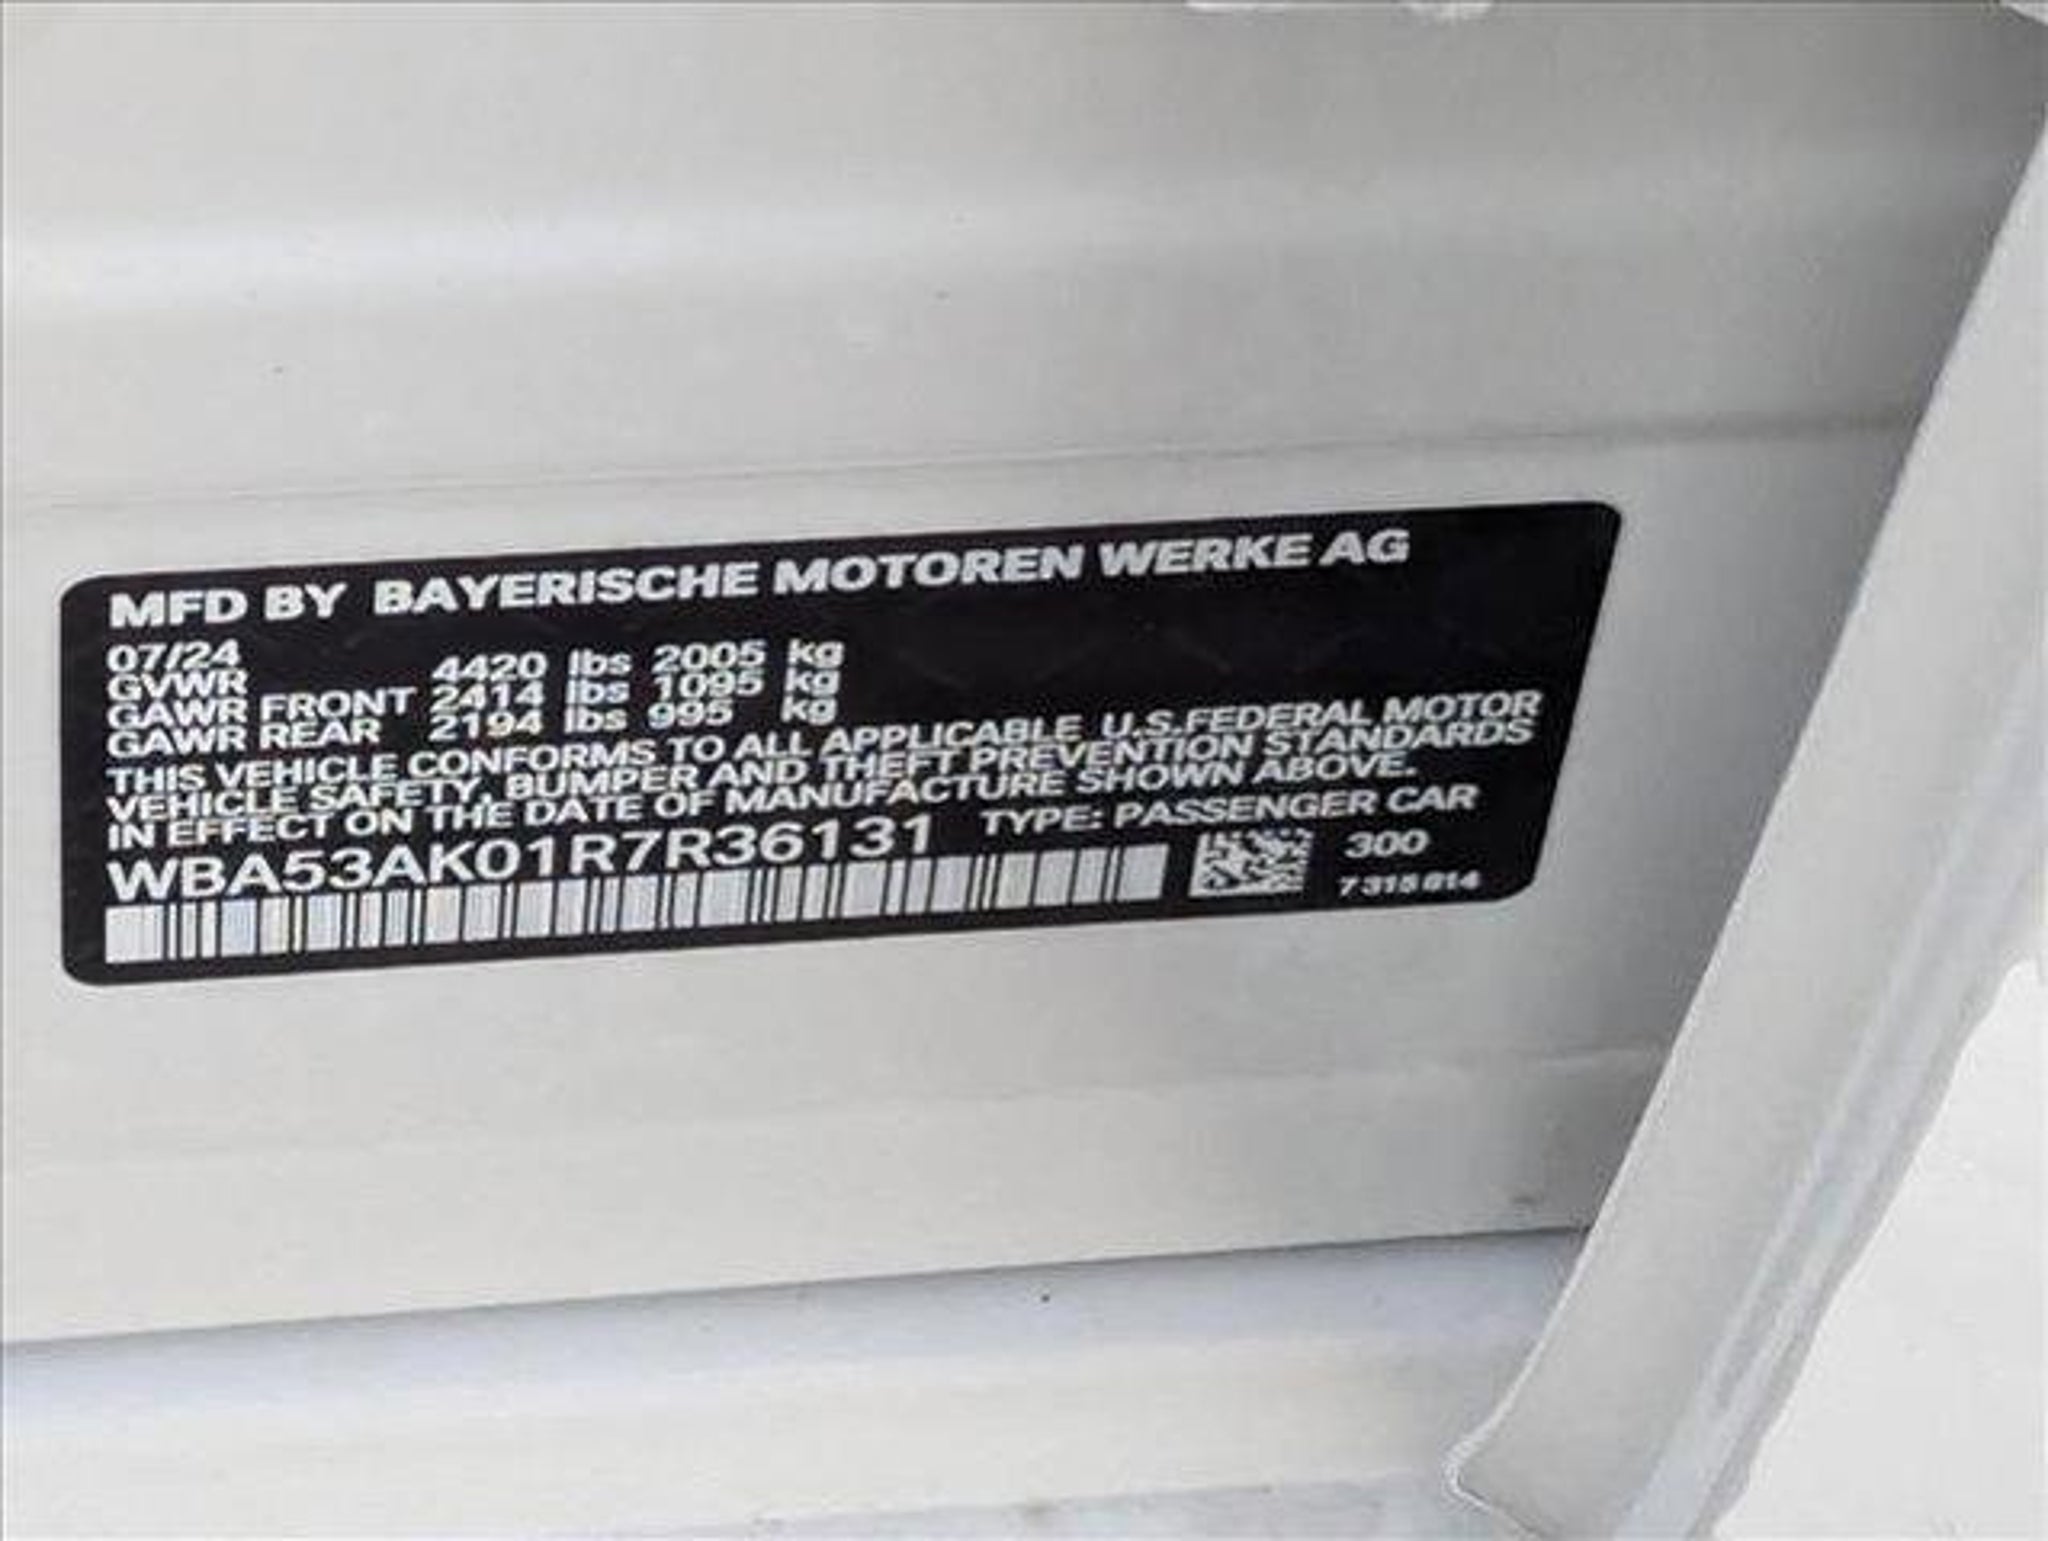 MFD BY BAYERISCHE MOTOREN WERKE AG
07/24
GVWR 4420 lbs 2005 kg
GAWR FRONT 2414 lbs 1095 kg
GAWR REAR 2194 lbs 995 kg
THIS VEHICLE CONFORMS TO ALL APPLICABLE U.S.FEDERAL MOTOR
VEHICLE SAFETY, BUMPER AND THEFT PREVENTION STANDARDS
IN EFFECT ON THE DATE OF MANUFACTURE SHOWN ABOVE.
WBA53AK01R7R36131 TYPE: PASSENGER CAR
300